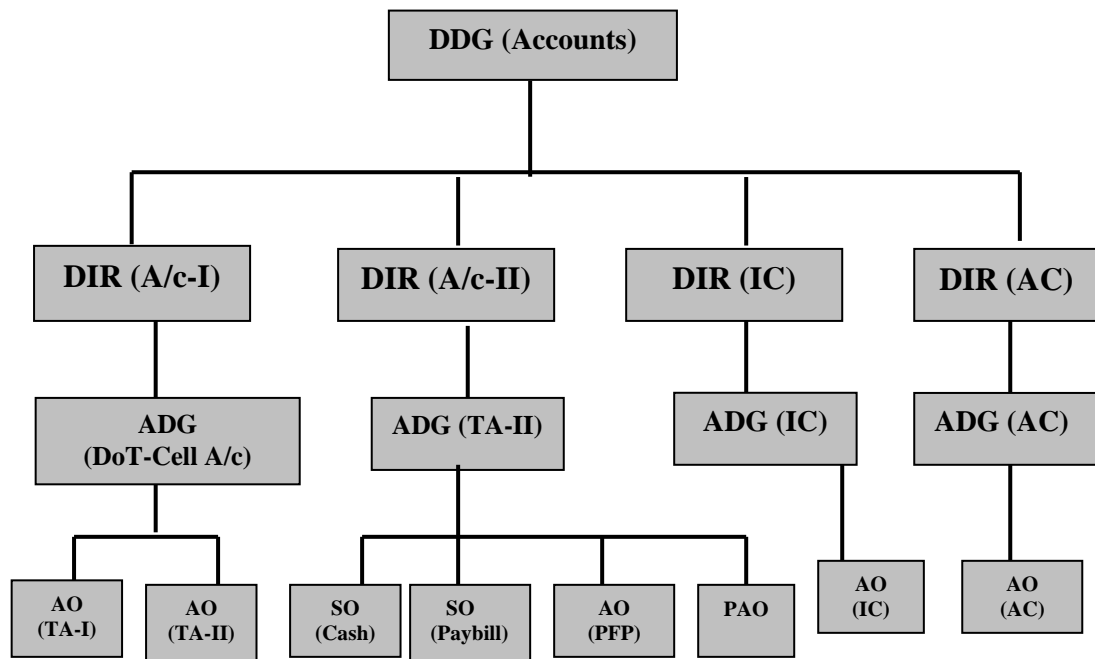 DDG (Accounts)
DIR (A/c-I)
DIR (A/c-II)
DIR (IC)
DIR (AC)
ADG
(DoT-Cell A/c)
ADG (TA-II)
ADG (IC)
ADG (AC)
AO
(TA-I)
AO
(TA-II)
SO
(Cash)
SO
(Paybill)
AO
(PFP)
PAO
AO
(IC)
AO
(AC)